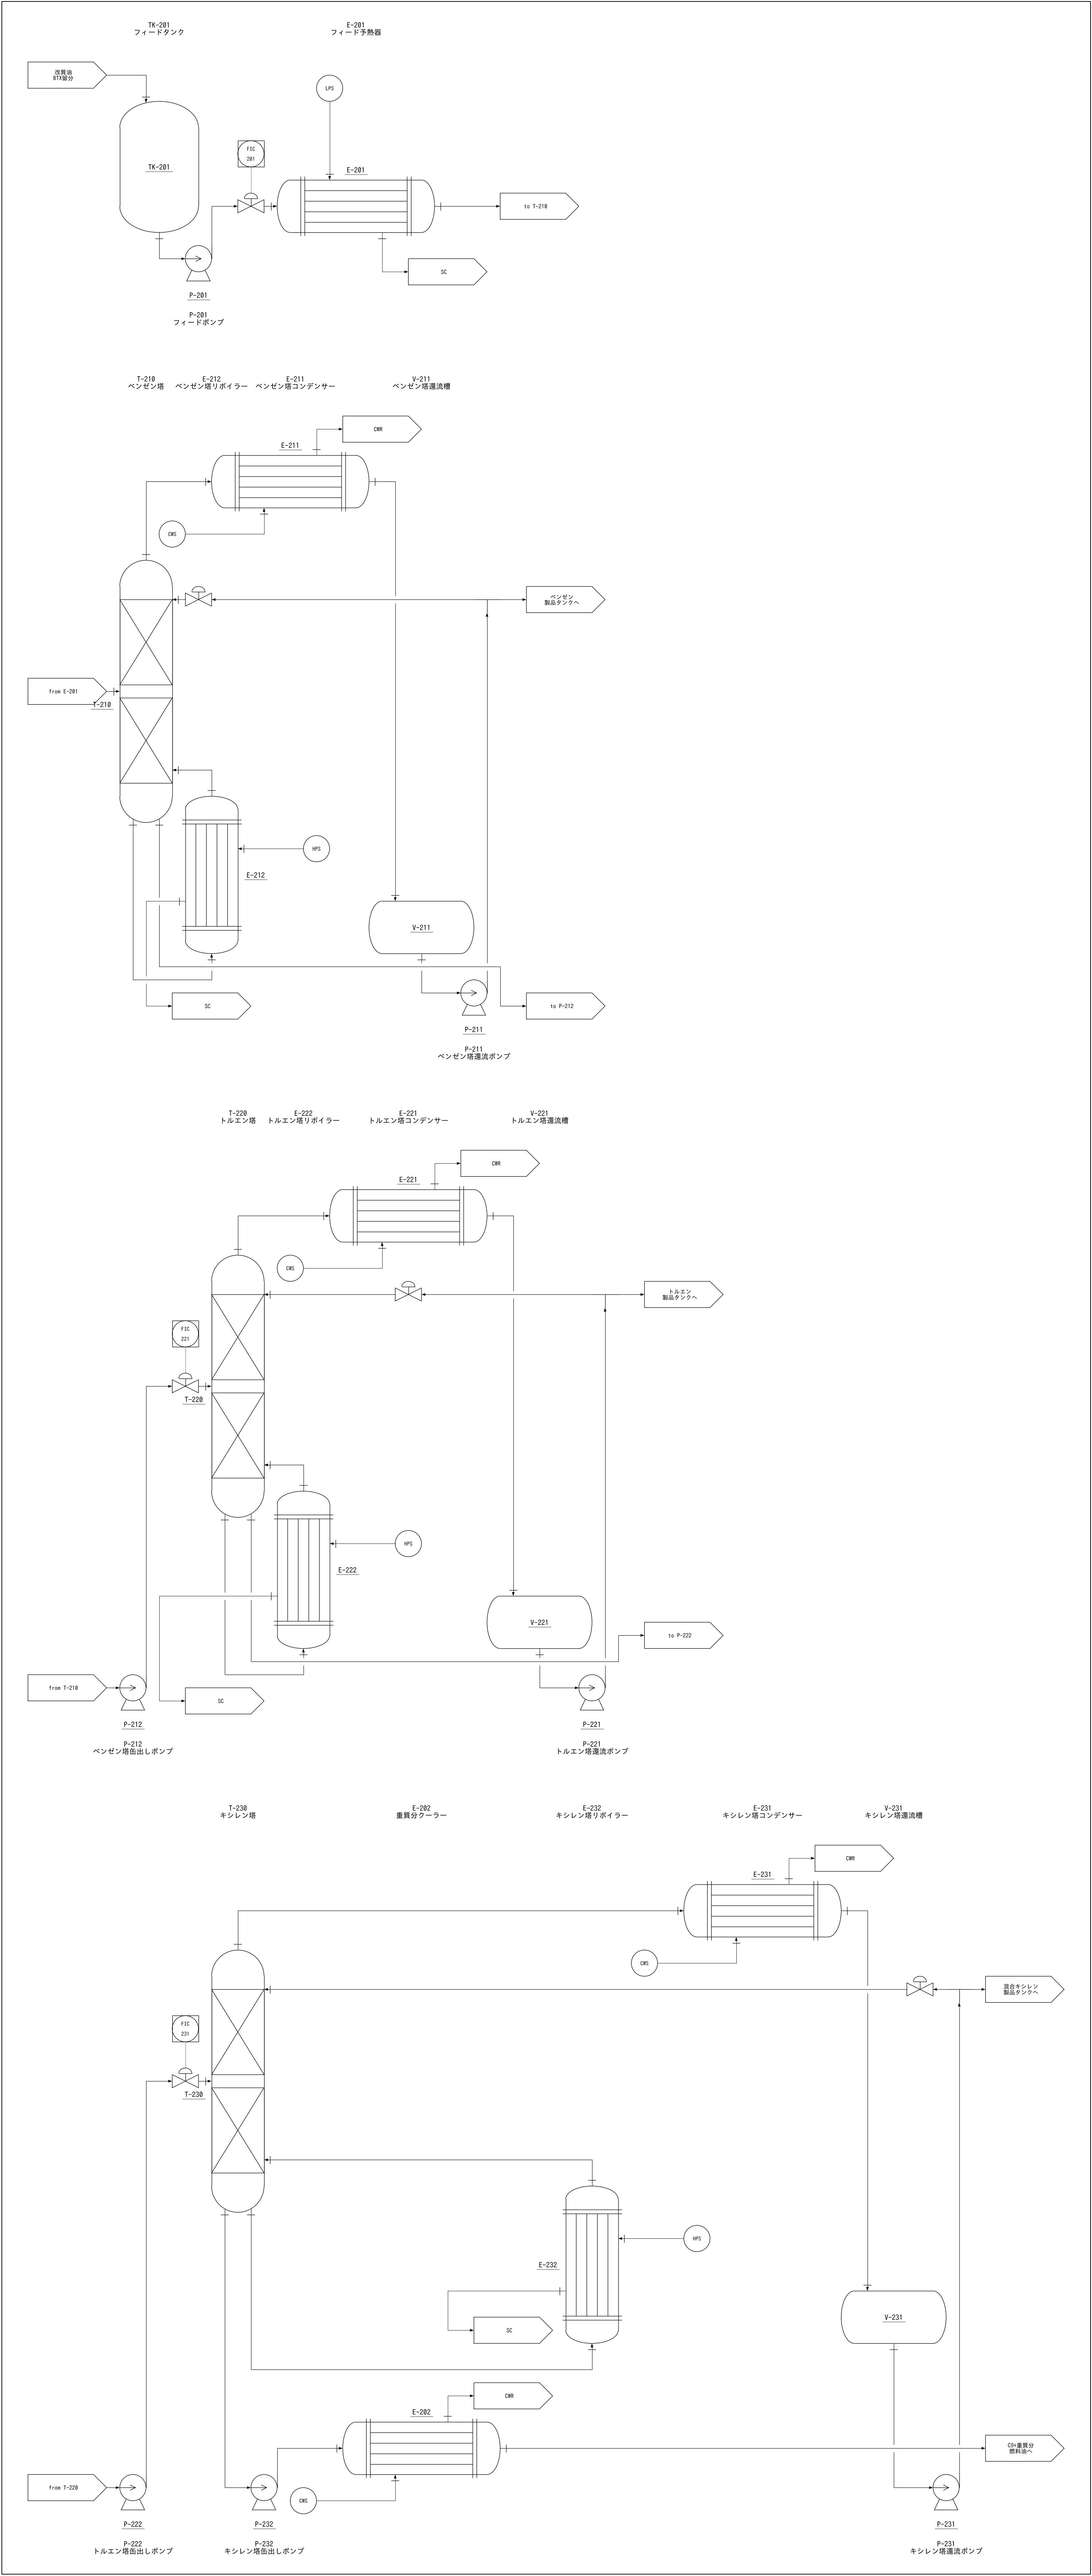 TK-201
フィードタンク
E-201
フィード予熱器
改質油
BTX留分
LPS
FIC
201
TK-201
E-201
to T-210
SC
P-201
P-201
フィードポンプ
T-210
ベンゼン塔
E-212
ベンゼン塔リボイラー
E-211
ベンゼン塔コンデンサー
V-211
ベンゼン塔還流槽
CWR
E-211
CWS
ベンゼン
製品タンクへ
from E-201
T-210
HPS
E-212
V-211
SC
to P-212
P-211
P-211
ベンゼン塔還流ポンプ
T-220
トルエン塔
E-222
トルエン塔リボイラー
E-221
トルエン塔コンデンサー
V-221
トルエン塔還流槽
CWR
E-221
CWS
トルエン
製品タンクへ
FIC
221
T-220
HPS
E-222
V-221
to P-222
from T-210
SC
P-212
P-221
P-212
ベンゼン塔缶出しポンプ
P-221
トルエン塔還流ポンプ
T-230
キシレン塔
E-202
重質分クーラー
E-232
キシレン塔リボイラー
E-231
キシレン塔コンデンサー
V-231
キシレン塔還流槽
CWR
E-231
CWS
混合キシレン
製品タンクへ
FIC
231
T-230
HPS
E-232
V-231
SC
CWR
E-202
C9+重質分
燃料油へ
from T-220
CWS
P-222
P-232
P-231
P-222
トルエン塔缶出しポンプ
P-232
キシレン塔缶出しポンプ
P-231
キシレン塔還流ポンプ